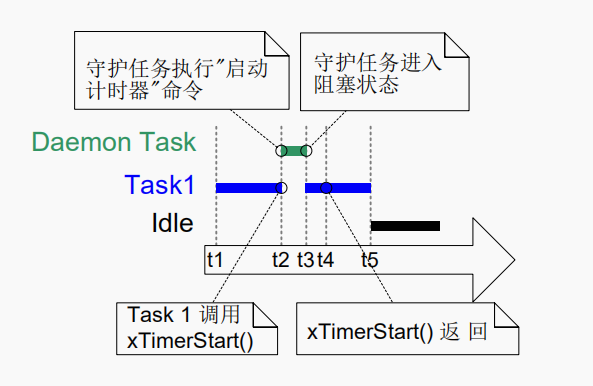 守护任务执行"启动
计时器"命令
守护任务进入
阻塞状态
Daemon Task
Task1
Idle
t1 t2 t3 t4 t5
Task 1 调用
xTimerStart()
xTimerStart() 返 回